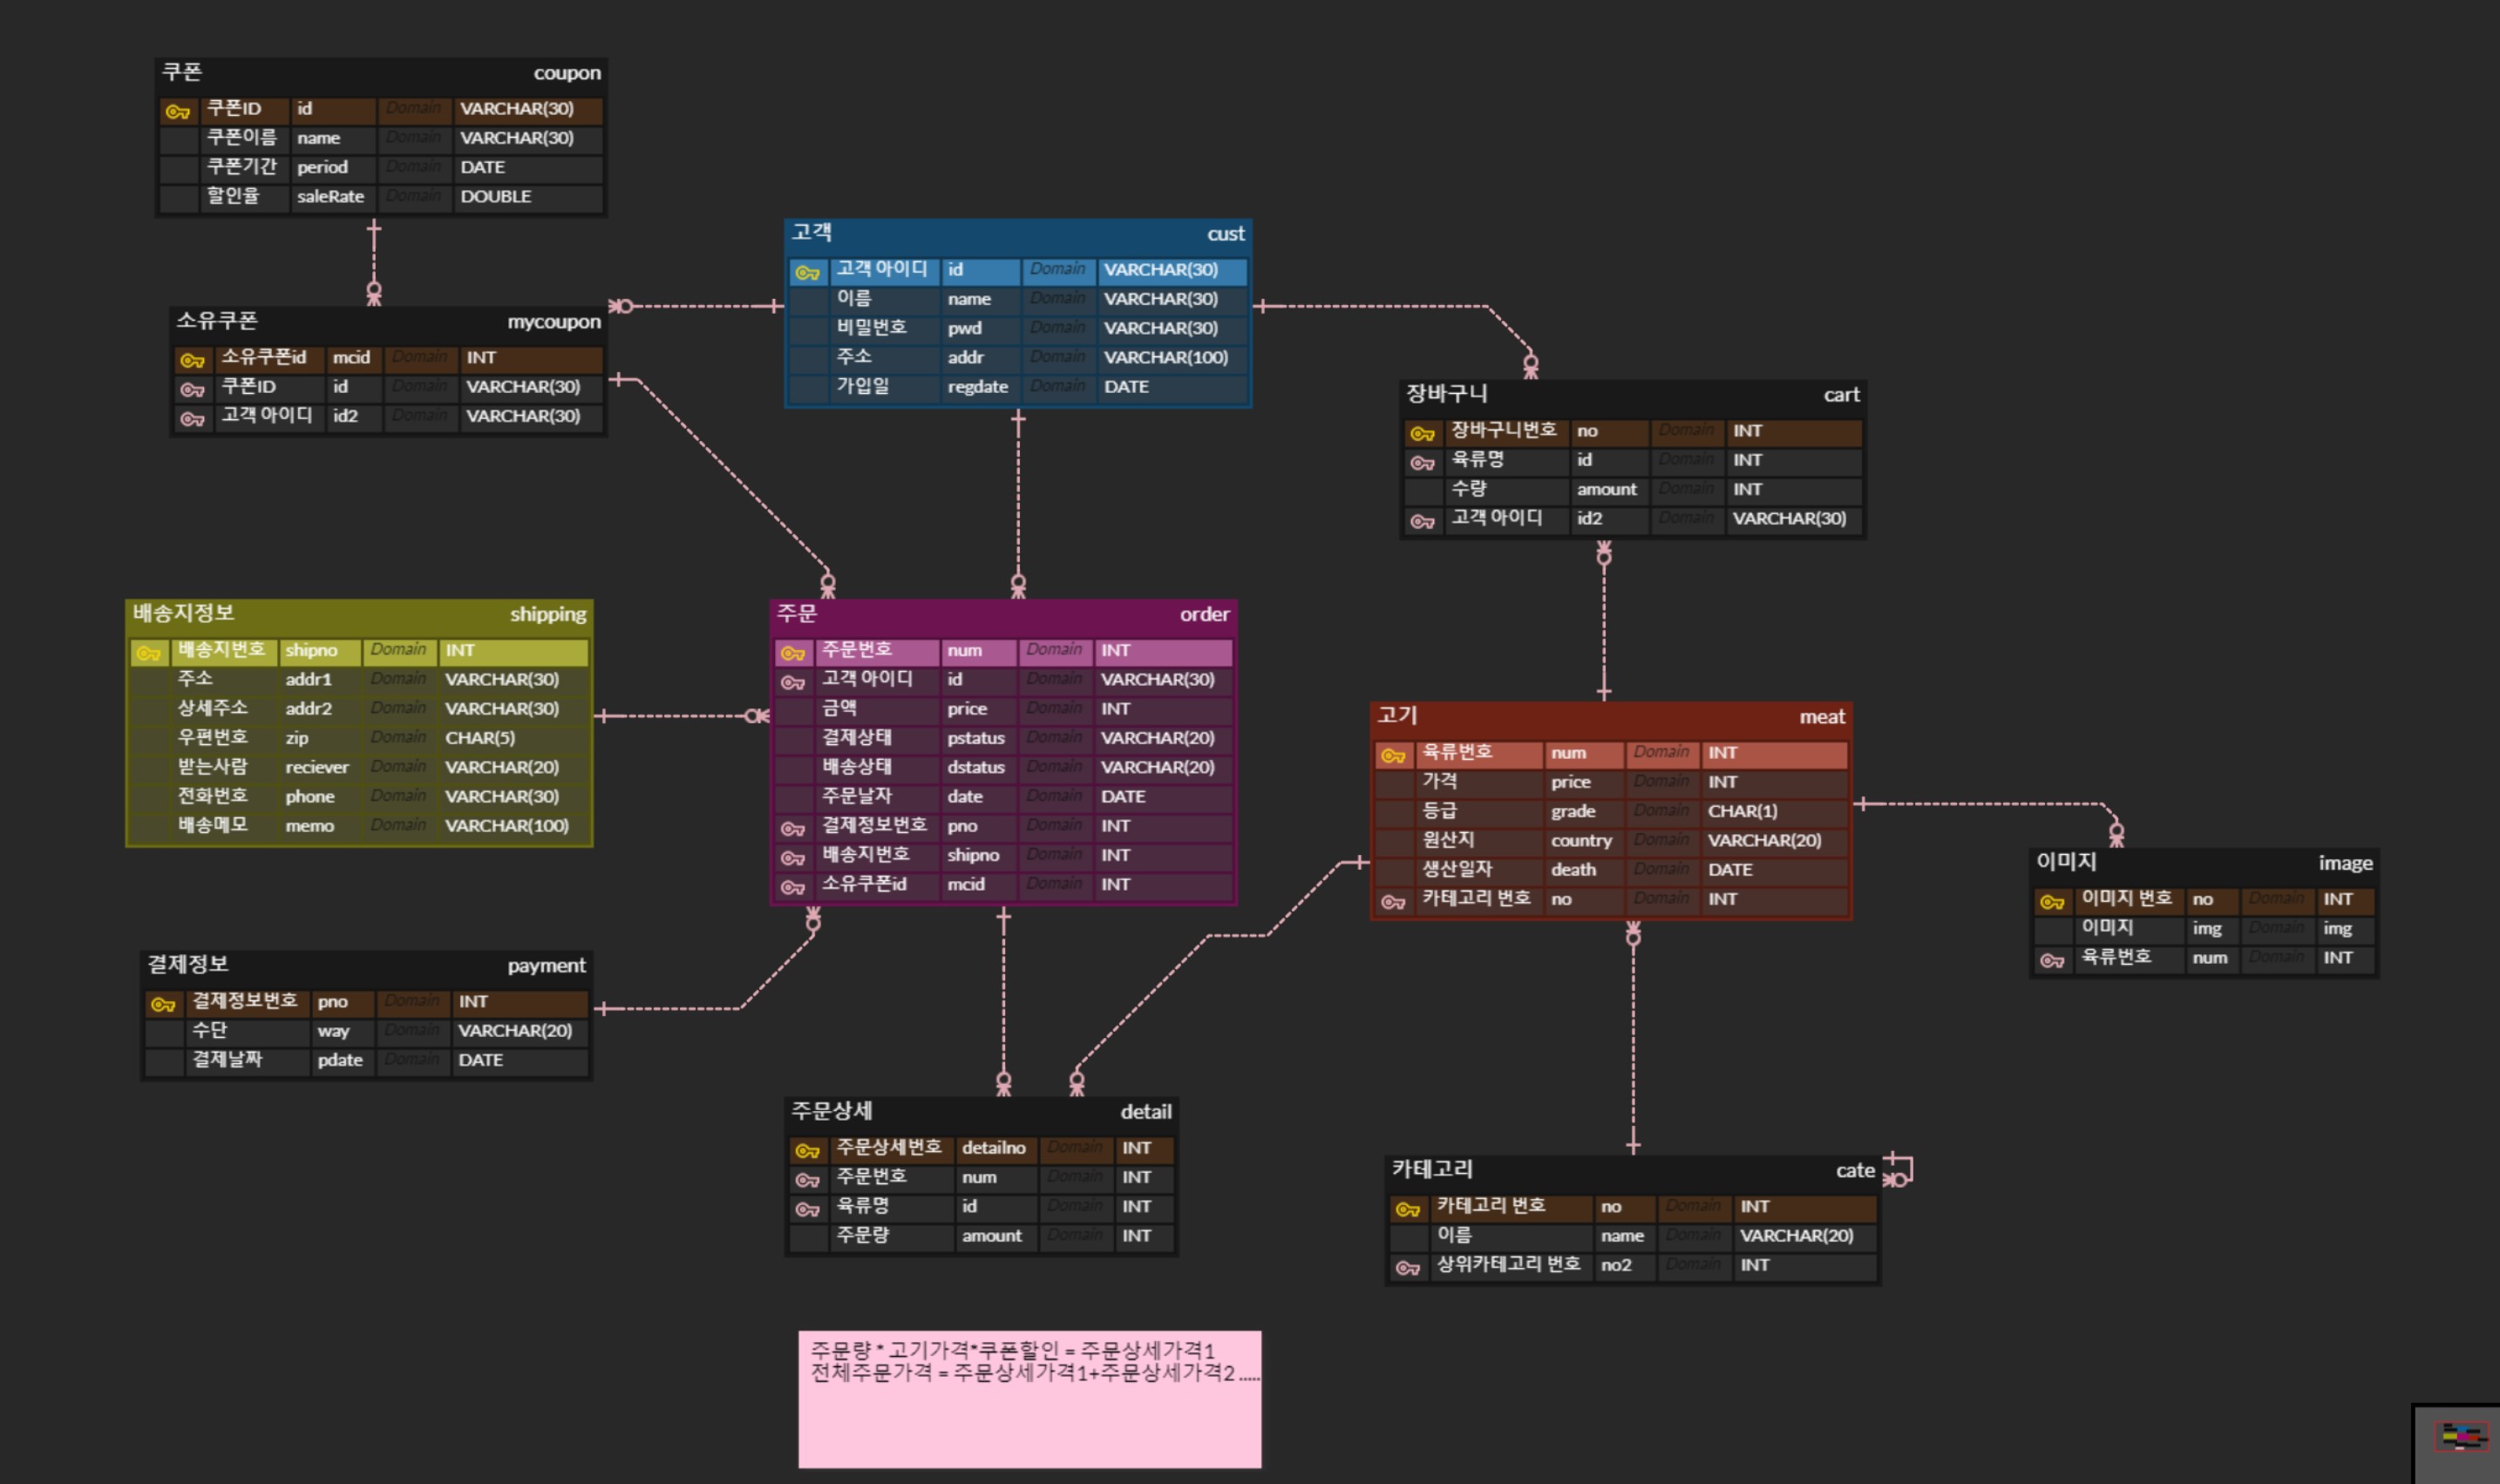 쿠폰 coupon
쿠폰ID id Domain VARCHAR(30)
쿠폰이름 name Domain VARCHAR(30)
쿠폰기간 period Domain DATE
할인율 saleRate Domain DOUBLE
고객 cust
고객 아이디 id Domain VARCHAR(30)
이름 name Domain VARCHAR(30)
비밀번호 pwd Domain VARCHAR(30)
주소 addr Domain VARCHAR(100)
가입일 regdate Domain DATE
소유쿠폰 mycoupon
소유쿠폰id mcid Domain INT
쿠폰ID id Domain VARCHAR(30)
고객 아이디 id2 Domain VARCHAR(30)
장바구니 cart
장바구니번호 no Domain INT
육류명 id Domain INT
수량 amount Domain INT
고객 아이디 id2 Domain VARCHAR(30)
배송지정보 shipping
배송지번호 shipno Domain INT
주소 addr1 Domain VARCHAR(30)
상세주소 addr2 Domain VARCHAR(30)
우편번호 zip Domain CHAR(5)
받는사람 reciever Domain VARCHAR(20)
전화번호 phone Domain VARCHAR(30)
배송메모 memo Domain VARCHAR(100)
주문 order
주문번호 num Domain INT
고객 아이디 id Domain VARCHAR(30)
금액 price Domain INT
결제상태 pstatus Domain VARCHAR(20)
배송상태 dstatus Domain VARCHAR(20)
주문날자 date Domain DATE
결제정보번호 pno Domain INT
배송지번호 shipno Domain INT
소유쿠폰id mcid Domain INT
고기 meat
육류번호 num Domain INT
가격 price Domain INT
등급 grade Domain CHAR(1)
원산지 country Domain VARCHAR(20)
생산일자 death Domain DATE
카테고리 번호 no Domain INT
이미지 image
이미지 번호 no Domain INT
이미지 img Domain img
육류번호 num Domain INT
결제정보 payment
결제정보번호 pno Domain INT
수단 way Domain VARCHAR(20)
결제날짜 pdate Domain DATE
주문상세 detail
주문상세번호 detailno Domain INT
주문번호 num Domain INT
육류명 id Domain INT
주문량 amount Domain INT
카테고리 cate
카테고리 번호 no Domain INT
이름 name Domain VARCHAR(20)
상위카테고리 번호 no2 Domain INT
주문량 * 고기가격*쿠폰할인 = 주문상세가격1
전체주문가격 = 주문상세가격1+주문상세가격2 .....